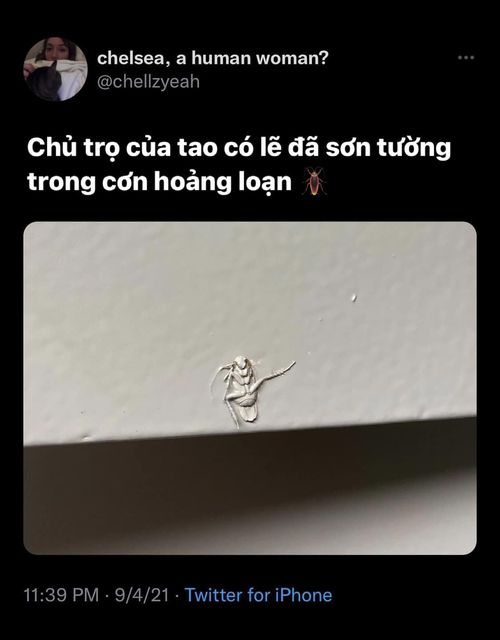 chelsea, a human woman?
@chellzyeah
Chủ trọ của tao có lẽ đã sơn tường
trong cơn hoảng loạn 🪳
11:39 PM · 9/4/21 · Twitter for iPhone